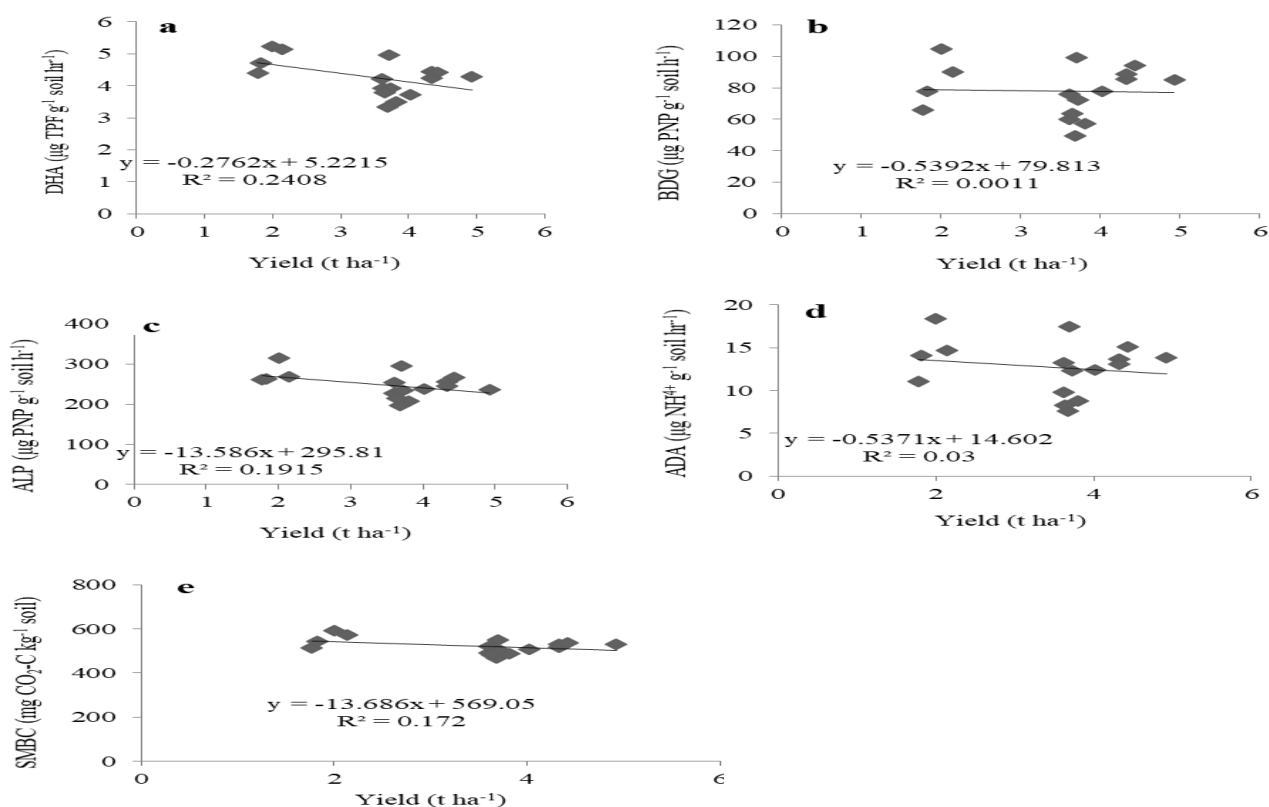 a
DHA (µg TPF g⁻¹ soil hr⁻¹)
6
5
4
3
2
1
0
y = -0.2762x + 5.2215
R² = 0.2408
0 1 2 3 4 5 6
Yield (t ha⁻¹)
b
BDG (µg PNP g⁻¹ soil h⁻¹)
120
100
80
60
40
20
0
y = -0.5392x + 79.813
R² = 0.0011
0 1 2 3 4 5 6
Yield (t ha⁻¹)
c
ALP (µg PNP g⁻¹ soil h⁻¹)
400
300
200
100
0
y = -13.586x + 295.81
R² = 0.1915
0 1 2 3 4 5 6
Yield (t ha⁻¹)
d
ADA (µg NH⁴⁺ g⁻¹ soil hr⁻¹)
20
15
10
5
0
y = -0.5371x + 14.602
R² = 0.03
0 2 4 6
Yield (t ha⁻¹)
e
SMBC (mg CO₂-C kg⁻¹ soil)
800
600
400
200
0
y = -13.686x + 569.05
R² = 0.172
0 2 4 6
Yield (t ha⁻¹)